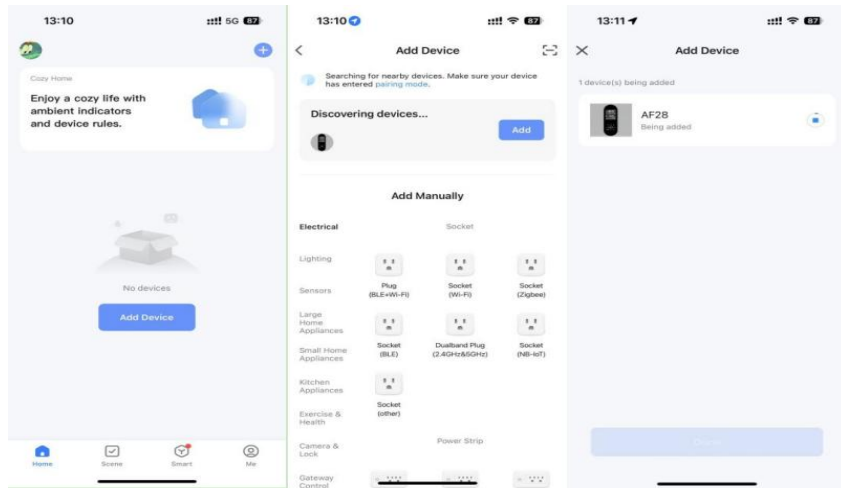 13:10
5G 87
Cozy Home
Enjoy a cozy life with
ambient indicators
and device rules.
No devices
Add Device
Home
Scene
Smart
Me
13:10
87
Add Device
Searching for nearby devices. Make sure your device
has entered pairing mode.
Discovering devices...
Add
Add Manually
Electrical
Socket
Lighting
Plug
(BLE+Wi-Fi)
Socket
(Wi-Fi)
Socket
(Zigbee)
Sensors
Large
Home
Appliances
Socket
(BLE)
Dualband Plug
(2.4GHz&5GHz)
Socket
(NB-IoT)
Small Home
Appliances
Kitchen
Appliances
Socket
(other)
Exercise &
Health
Camera &
Lock
Power Strip
Gateway
Control
13:11
87
Add Device
1 device(s) being added
AF28
Being added